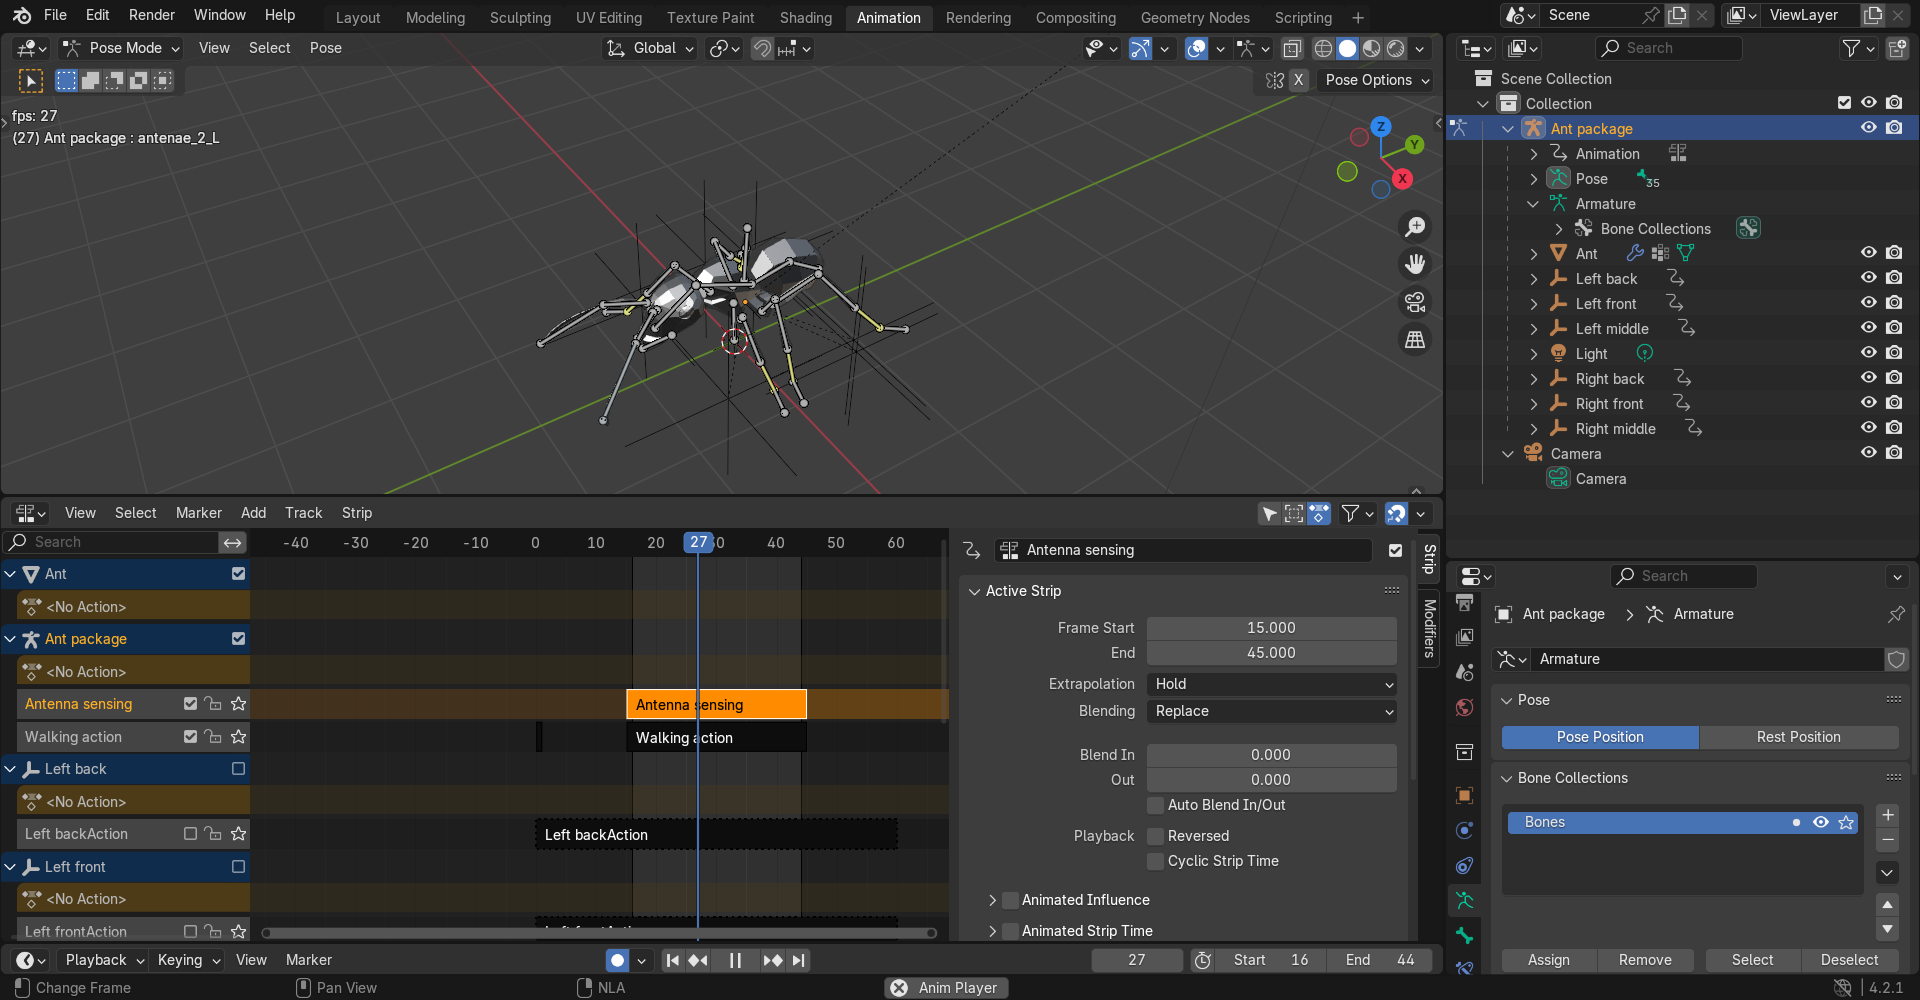 File Edit Render Window Help
Layout Modeling Sculpting UV Editing Texture Paint Shading Animation Rendering Compositing Geometry Nodes Scripting
Scene
ViewLayer
Pose Mode View Select Pose
Global
Search
X Pose Options
fps: 27
(27) Ant package : antenae_2_L
Z
Y
X
Scene Collection
Collection
Ant package
Animation
Pose 35
Armature
Bone Collections
Ant
Left back
Left front
Left middle
Light
Right back
Right front
Right middle
Camera
Camera
View Select Marker Add Track Strip
Search
-40 -30 -20 -10 0 10 20 27 40 50 60
Ant
<No Action>
Ant package
<No Action>
Antenna sensing
Antenna sensing
Walking action
Walking action
Left back
<No Action>
Left backAction
Left backAction
Left front
<No Action>
Left frontAction
Antenna sensing
Active Strip
Frame Start 15.000
End 45.000
Extrapolation Hold
Blending Replace
Blend In 0.000
Out 0.000
Auto Blend In/Out
Playback Reversed
Cyclic Strip Time
Animated Influence
Animated Strip Time
Strip
Modifiers
Search
Ant package Armature
Armature
Pose
Pose Position Rest Position
Bone Collections
Bones
Assign Remove Select Deselect
Playback Keying View Marker
27 Start 16 End 44
Change Frame Pan View NLA Anim Player 4.2.1